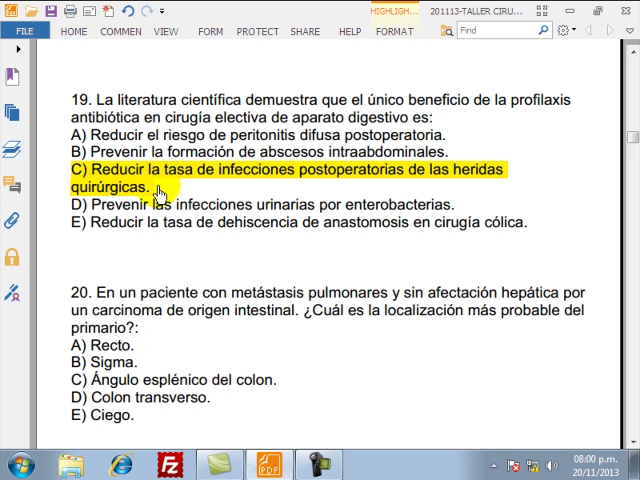 HIGHLIGH...
201113-TALLER CIRU...
FILE
HOME
COMMEN
VIEW
FORM
PROTECT
SHARE
HELP
FORMAT
Find
19. La literatura científica demuestra que el único beneficio de la profilaxis
antibiótica en cirugía electiva de aparato digestivo es:
A) Reducir el riesgo de peritonitis difusa postoperatoria.
B) Prevenir la formación de abscesos intraabdominales.
C) Reducir la tasa de infecciones postoperatorias de las heridas
quirúrgicas.
D) Prevenir las infecciones urinarias por enterobacterias.
E) Reducir la tasa de dehiscencia de anastomosis en cirugía cólica.
20. En un paciente con metástasis pulmonares y sin afectación hepática por
un carcinoma de origen intestinal. ¿Cuál es la localización más probable del
primario?:
A) Recto.
B) Sigma.
C) Ángulo esplénico del colon.
D) Colon transverso.
E) Ciego.
PDF
08:00 p.m.
20/11/2013